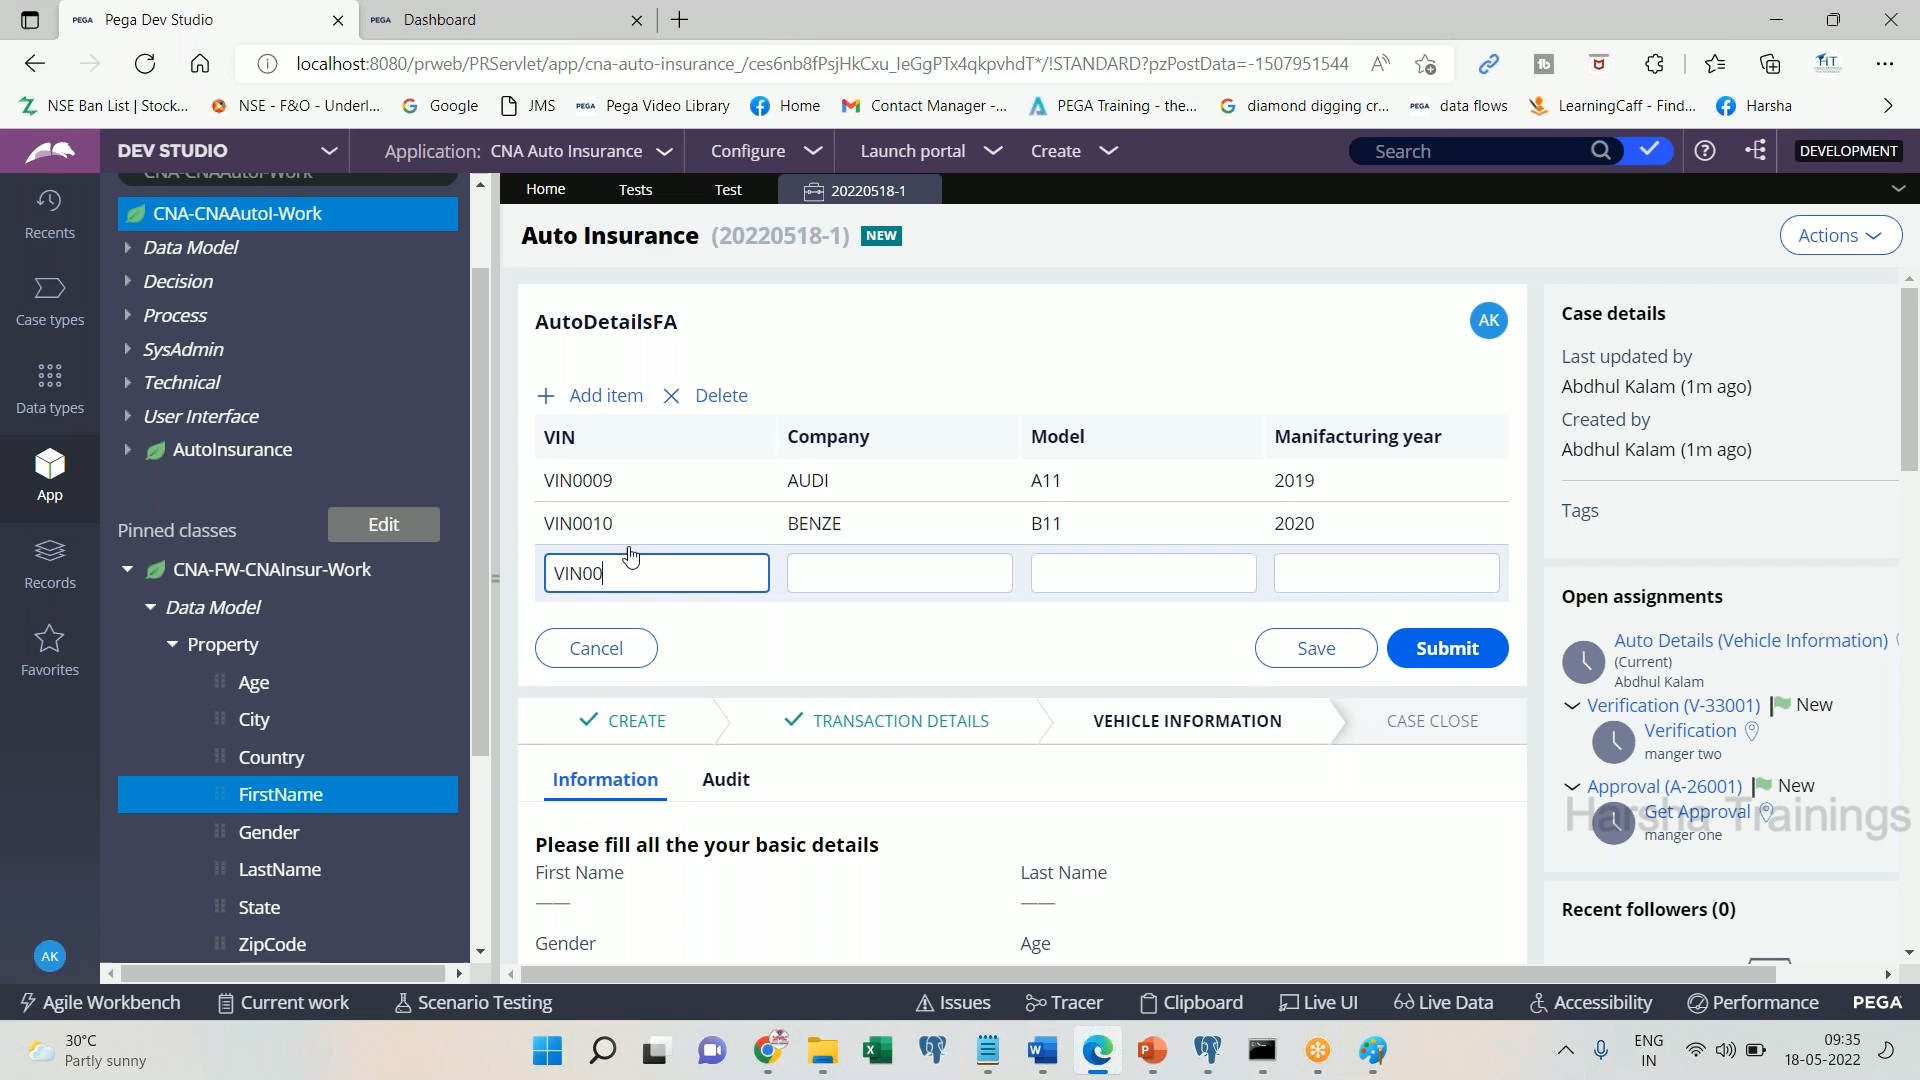 PEGA Pega Dev Studio
PEGA Dashboard
localhost:8080/prweb/PRServlet/app/cna-auto-insurance_/ces6nb8fPsjHkCxu_IeGgPTx4qkpvhdT*/!STANDARD?pzPostData=-1507951544
NSE Ban List | Stock...
NSE - F&O - Underl...
Google
JMS
PEGA Pega Video Library
Home
Contact Manager -...
PEGA Training - the...
diamond digging cr...
PEGA data flows
LearningCaff - Find...
Harsha
DEV STUDIO
Application: CNA Auto Insurance
Configure
Launch portal
Create
Search
DEVELOPMENT
Recents
Case types
Data types
App
Records
Favorites
AK
CNA-CNAAutoI-Work
CNA-CNAAutoI-Work
Data Model
Decision
Process
SysAdmin
Technical
User Interface
AutoInsurance
Pinned classes
Edit
CNA-FW-CNAInsur-Work
Data Model
Property
Age
City
Country
FirstName
Gender
LastName
State
ZipCode
Home
Tests
Test
20220518-1
Auto Insurance (20220518-1) NEW
Actions
AutoDetailsFA
AK
Add item
Delete
VIN Company Model Manifacturing year
VIN0009 AUDI A11 2019
VIN0010 BENZE B11 2020
VIN00
Cancel
Save
Submit
CREATE
TRANSACTION DETAILS
VEHICLE INFORMATION
CASE CLOSE
Information
Audit
Please fill all the your basic details
First Name Last Name
Gender Age
Case details
Last updated by
Abdhul Kalam (1m ago)
Created by
Abdhul Kalam (1m ago)
Tags
Open assignments
Auto Details (Vehicle Information)
(Current)
Abdhul Kalam
Verification (V-33001) New
Verification
manger two
Approval (A-26001) New
Get Approval
manger one
Harsha Trainings
Recent followers (0)
Agile Workbench
Current work
Scenario Testing
Issues
Tracer
Clipboard
Live UI
Live Data
Accessibility
Performance
PEGA
30°C
Partly sunny
ENG
IN
09:35
18-05-2022